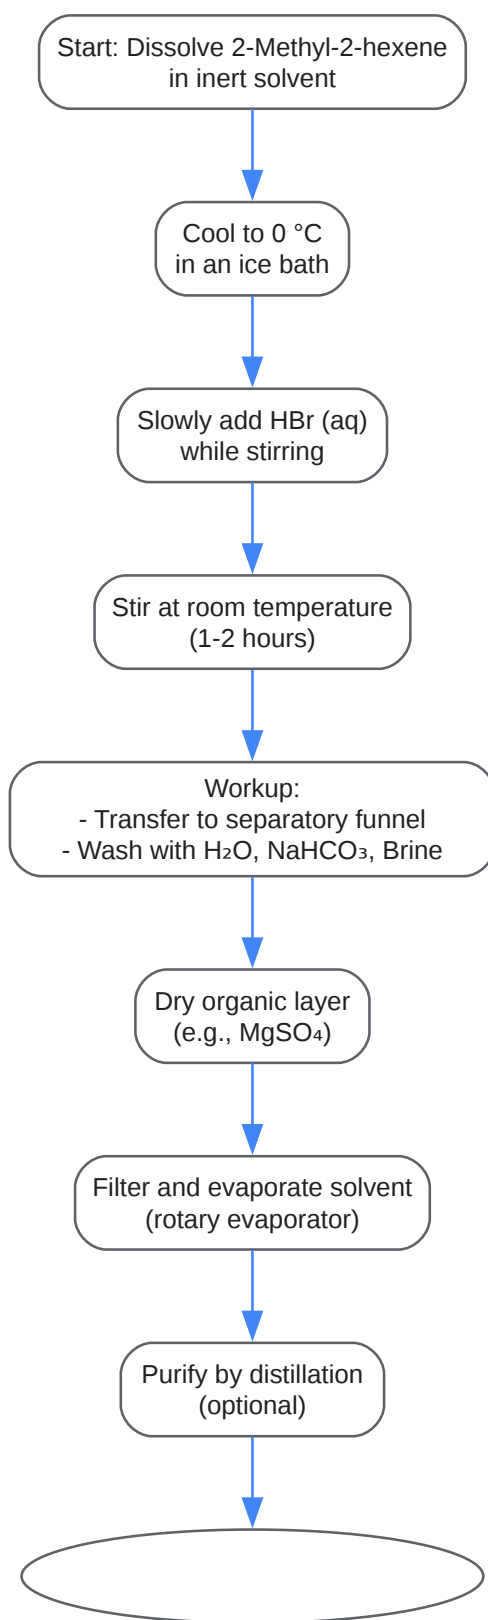 Start: Dissolve 2-Methyl-2-hexene
in inert solvent
Cool to 0 °C
in an ice bath
Slowly add HBr (aq)
while stirring
Stir at room temperature
(1-2 hours)
Workup:
- Transfer to separatory funnel
- Wash with H₂O, NaHCO₃, Brine
Dry organic layer
(e.g., MgSO₄)
Filter and evaporate solvent
(rotary evaporator)
Purify by distillation
(optional)